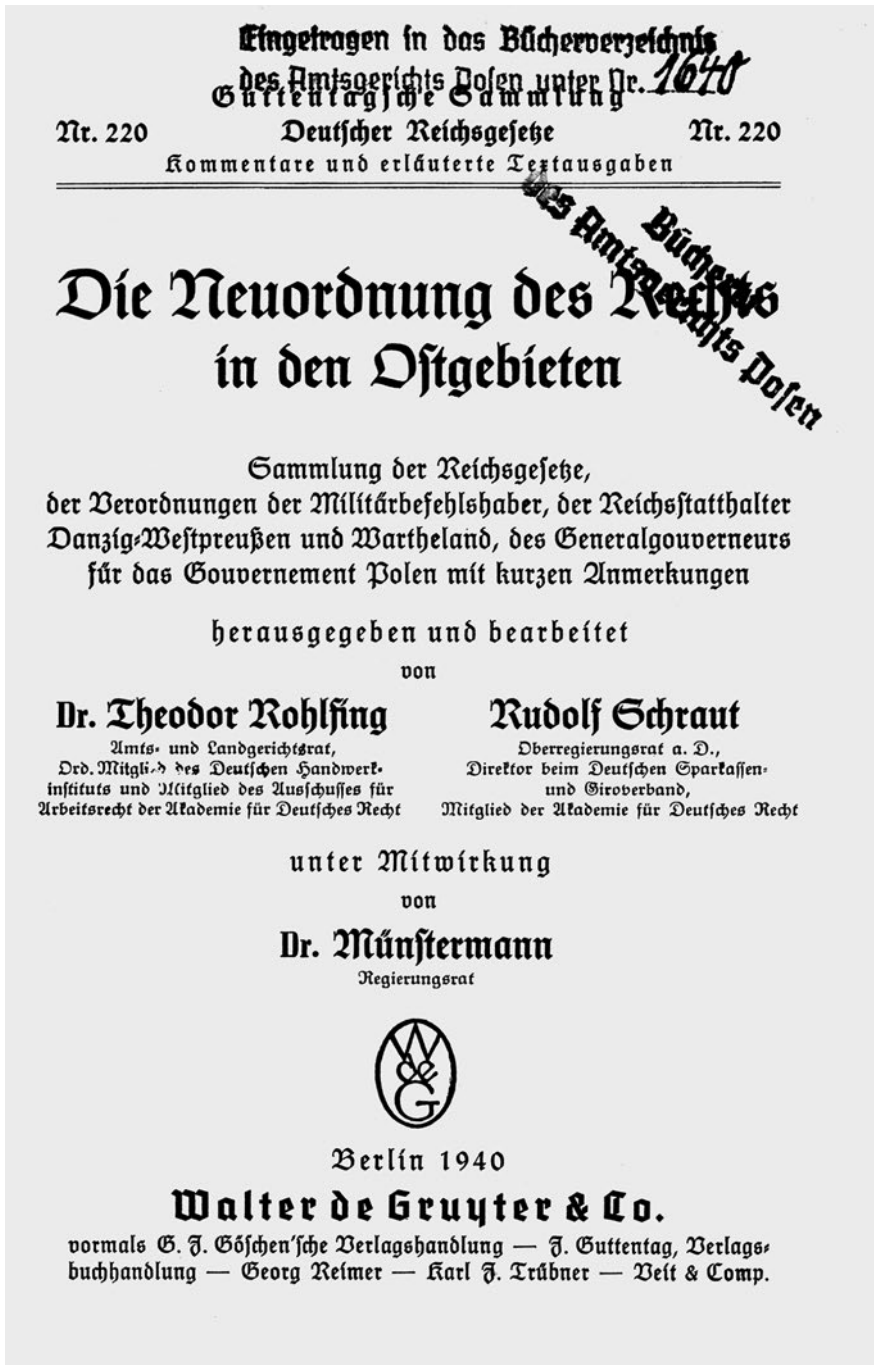 Eingetragen in das Bücherverzeichnis
des Amtsgerichts Posen unter Nr. 1640
Guttentagsche Sammlung
Nr. 220 Deutscher Reichsgesetze Nr. 220
Kommentare und erläuterte Textausgaben
Bücherei
des Amtsgerichts Posen
Die Neuordnung des Rechts
in den Ostgebieten
Sammlung der Reichsgesetze,
der Verordnungen der Militärbefehlshaber, der Reichsstatthalter
Danzig-Westpreußen und Wartheland, des Generalgouverneurs
für das Gouvernement Polen mit kurzen Anmerkungen
herausgegeben und bearbeitet
von
Dr. Theodor Rohlfing
Amts- und Landgerichtsrat,
Ord. Mitglied des Deutschen Handwerk-
instituts und Mitglied des Ausschusses für
Arbeitsrecht der Akademie für Deutsches Recht
Rudolf Schraut
Oberregierungsrat a. D.,
Direktor beim Deutschen Sparkassen-
und Giroverband,
Mitglied der Akademie für Deutsches Recht
unter Mitwirkung
von
Dr. Münstermann
Regierungsrat
W
de
G
Berlin 1940
Walter de Gruyter & Co.
vormals G. J. Göschen'sche Verlagshandlung — J. Guttentag, Verlags-
buchhandlung — Georg Reimer — Karl J. Trübner — Veit & Comp.